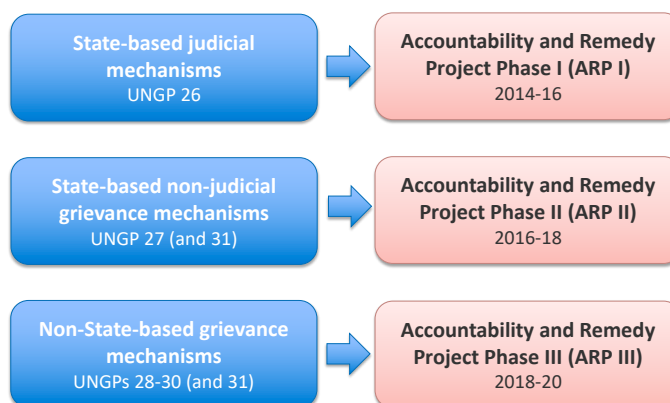 State-based judicial
mechanisms
UNGP 26
Accountability and Remedy
Project Phase I (ARP I)
2014-16
State-based non-judicial
grievance mechanisms
UNGP 27 (and 31)
Accountability and Remedy
Project Phase II (ARP II)
2016-18
Non-State-based grievance
mechanisms
UNGPs 28-30 (and 31)
Accountability and Remedy
Project Phase III (ARP III)
2018-20